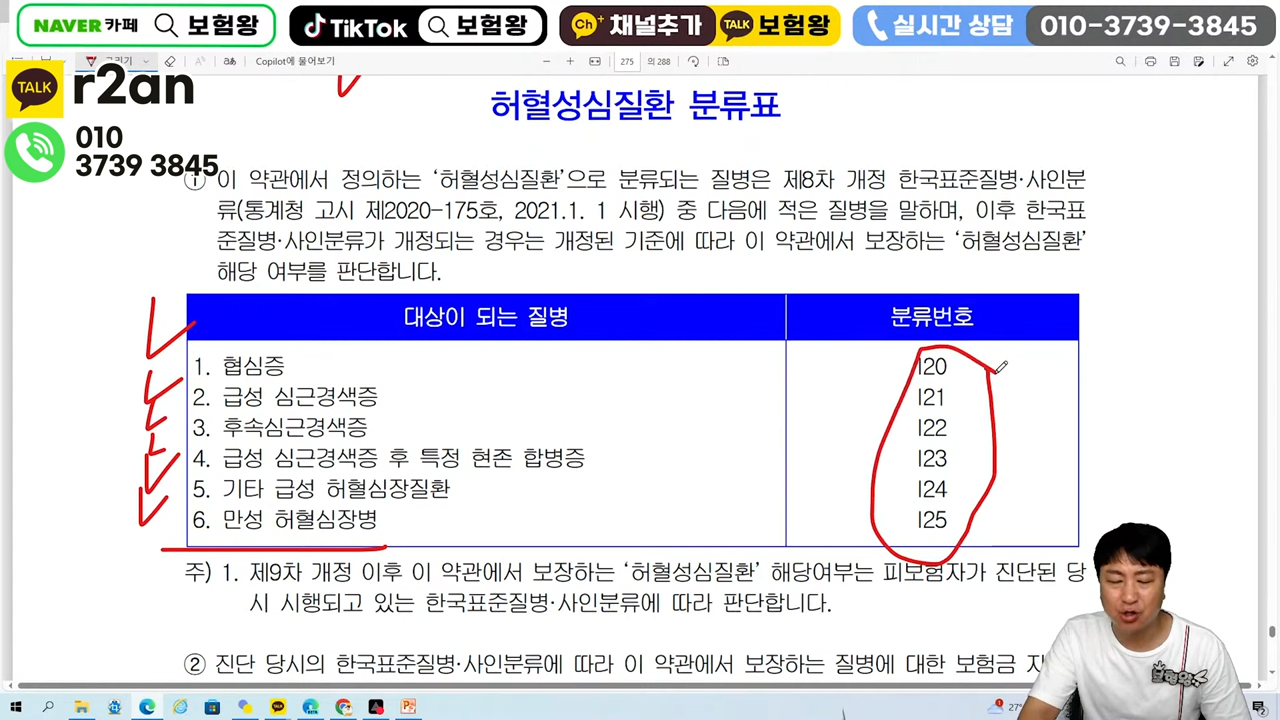 NAVER 카페 보험왕
TikTok 보험왕
Ch+ 채널추가 TALK 보험왕
실시간 상담 010-3739-3845
Copilot에 물어보기
275 의 288
TALK r2an
010
3739 3845
허혈성심질환 분류표
① 이 약관에서 정의하는 ‘허혈성심질환’으로 분류되는 질병은 제8차 개정 한국표준질병·사인분
류(통계청 고시 제2020-175호, 2021.1. 1 시행) 중 다음에 적은 질병을 말하며, 이후 한국표
준질병·사인분류가 개정되는 경우는 개정된 기준에 따라 이 약관에서 보장하는 ‘허혈성심질환’
해당 여부를 판단합니다.
대상이 되는 질병 분류번호
1. 협심증 I20
2. 급성 심근경색증 I21
3. 후속심근경색증 I22
4. 급성 심근경색증 후 특정 현존 합병증 I23
5. 기타 급성 허혈심장질환 I24
6. 만성 허혈심장병 I25
주) 1. 제9차 개정 이후 이 약관에서 보장하는 ‘허혈성심질환’ 해당여부는 피보험자가 진단된 당
시 시행되고 있는 한국표준질병·사인분류에 따라 판단합니다.
② 진단 당시의 한국표준질병·사인분류에 따라 이 약관에서 보장하는 질병에 대한 보험금 지
보험왕
27°